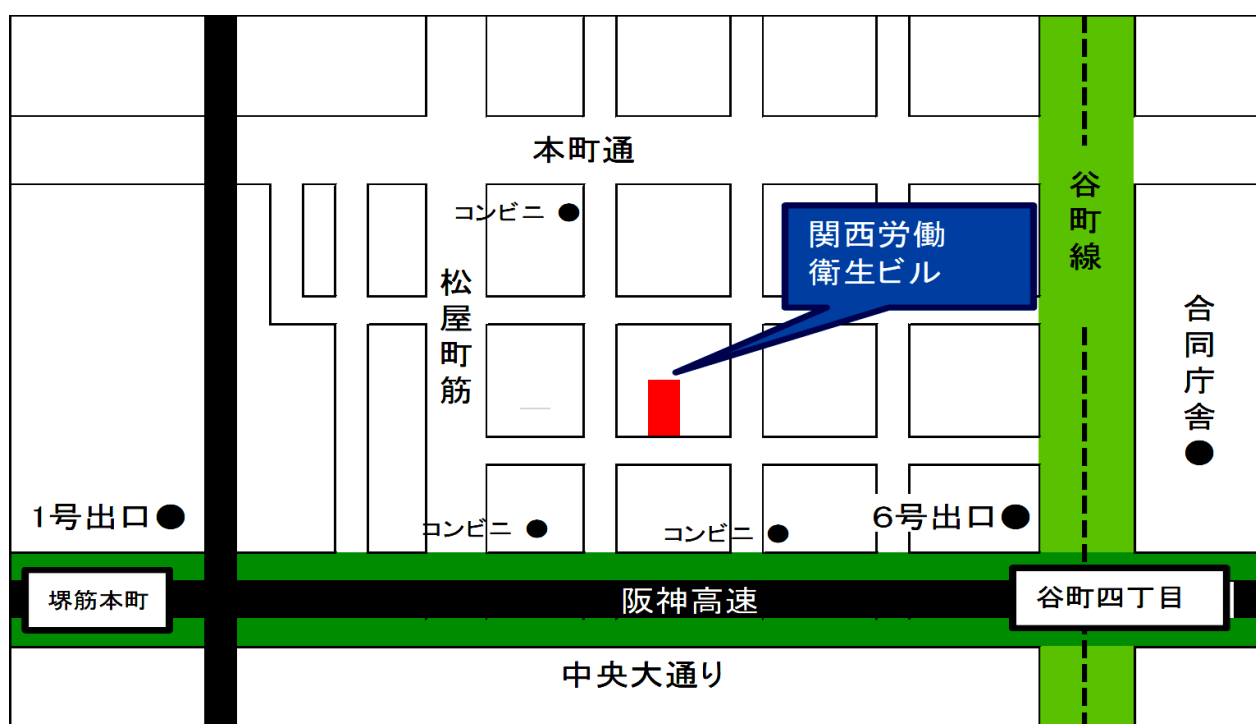 本町通
谷町線
コンビニ
関西労働
衛生ビル
松屋町筋
合同庁舎
1号出口
コンビニ
コンビニ
6号出口
堺筋本町
阪神高速
谷町四丁目
中央大通り